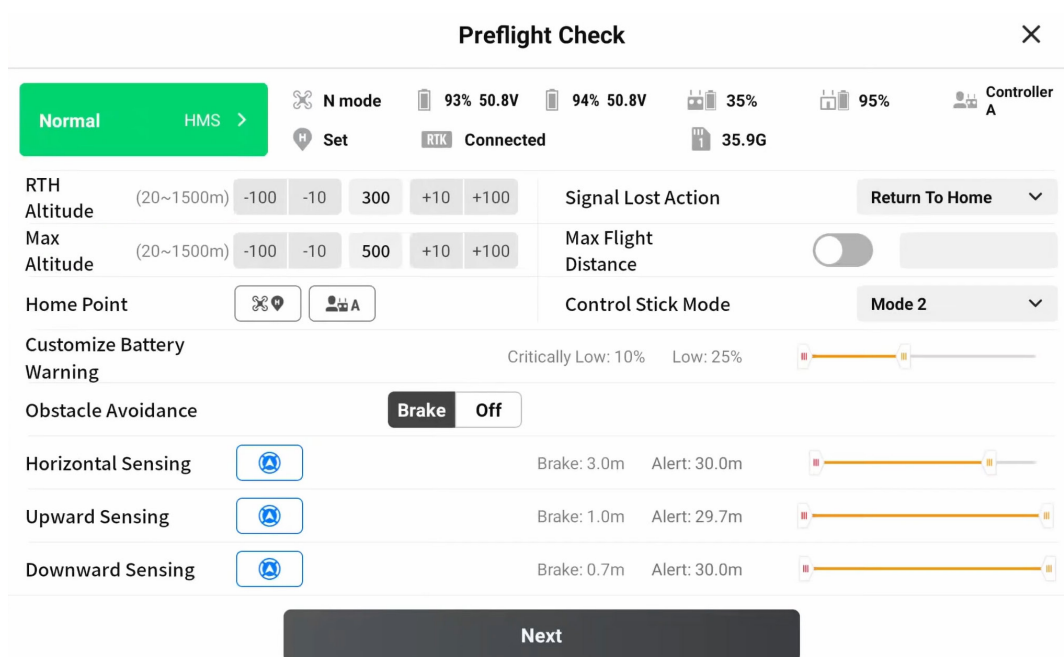 Preflight Check
Normal HMS >
N mode 93% 50.8V 94% 50.8V 35% 95% Controller A
H Set RTK Connected 1 35.9G
RTH Altitude (20~1500m) -100 -10 300 +10 +100 Signal Lost Action Return To Home
Max Altitude (20~1500m) -100 -10 500 +10 +100 Max Flight Distance
Home Point H A Control Stick Mode Mode 2
Customize Battery Warning Critically Low: 10% Low: 25%
Obstacle Avoidance Brake Off
Horizontal Sensing Brake: 3.0m Alert: 30.0m
Upward Sensing Brake: 1.0m Alert: 29.7m
Downward Sensing Brake: 0.7m Alert: 30.0m
Next